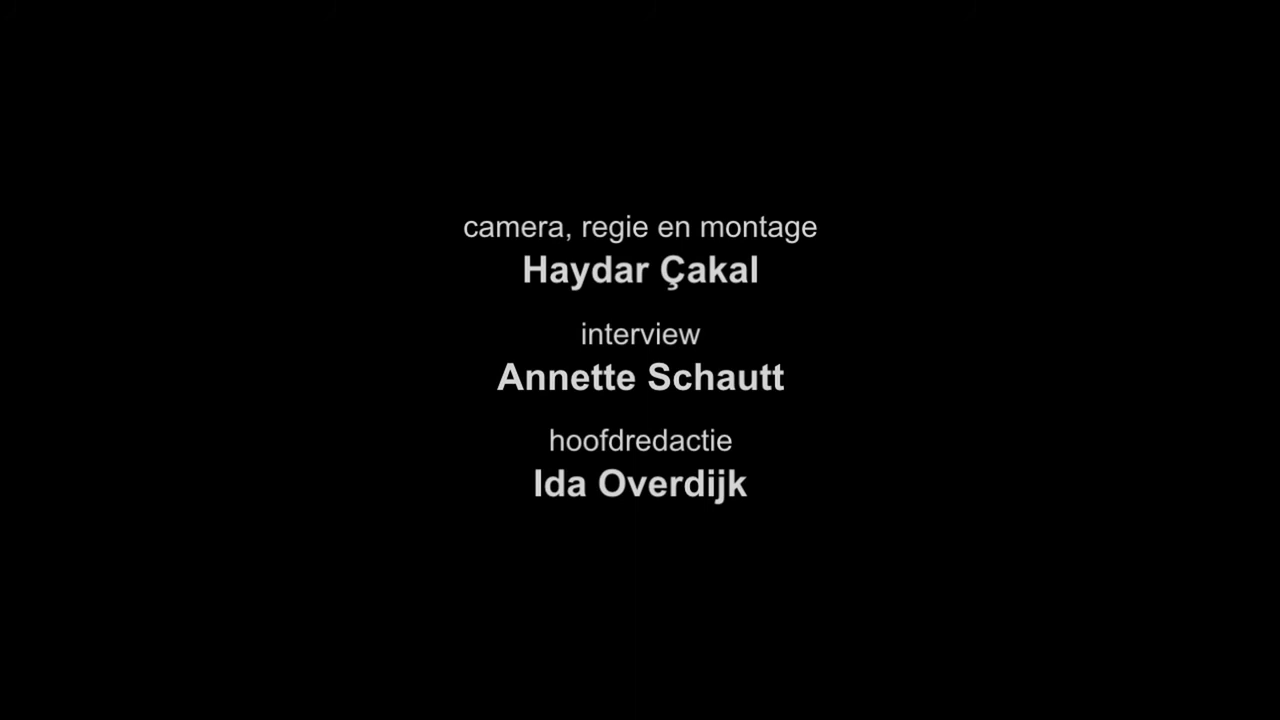 camera, regie en montage
Haydar Çakal
interview
Annette Schautt
hoofdredactie
Ida Overdijk